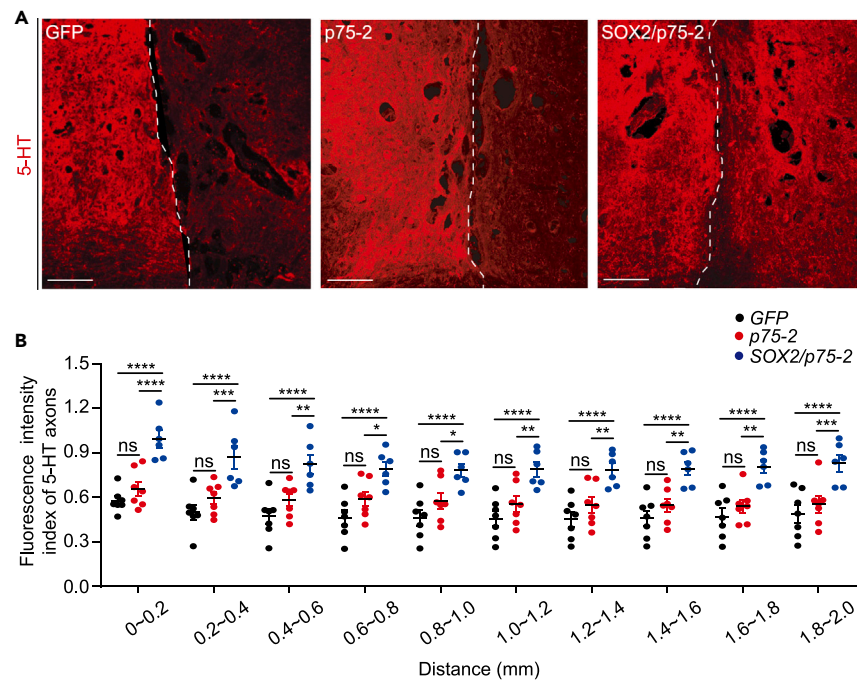 A
GFP
p75-2
SOX2/p75-2
5-HT
B
GFP
p75-2
SOX2/p75-2
Fluorescence intensity
index of 5-HT axons
1.5
1.2
0.9
0.6
0.3
0.0
**** **** ns
**** *** ns
**** ** ns
**** * ns
**** * ns
**** ** ns
**** ** ns
**** ** ns
**** ** ns
**** *** ns
0~0.2 0.2~0.4 0.4~0.6 0.6~0.8 0.8~1.0 1.0~1.2 1.2~1.4 1.4~1.6 1.6~1.8 1.8~2.0
Distance (mm)